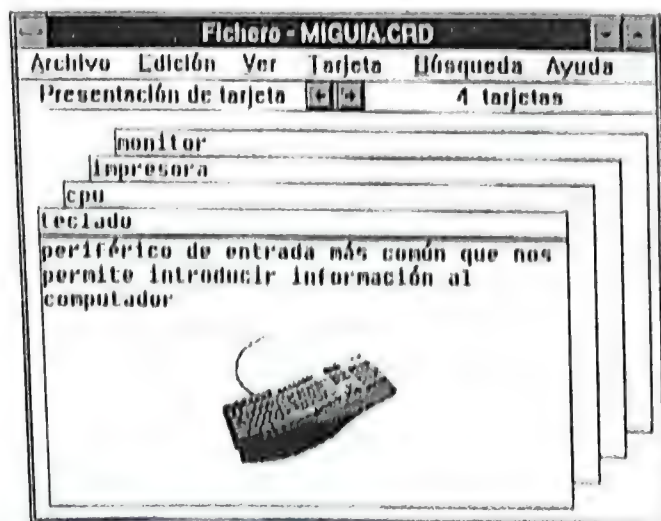 Fichero - MIGUIA.CRD
Archivo Edición Ver Tarjeta Búsqueda Ayuda
Presentación de tarjeta 4 tarjetas
monitor
impresora
cpu
teclado
periférico de entrada más común que nos
permite introducir información al
computador